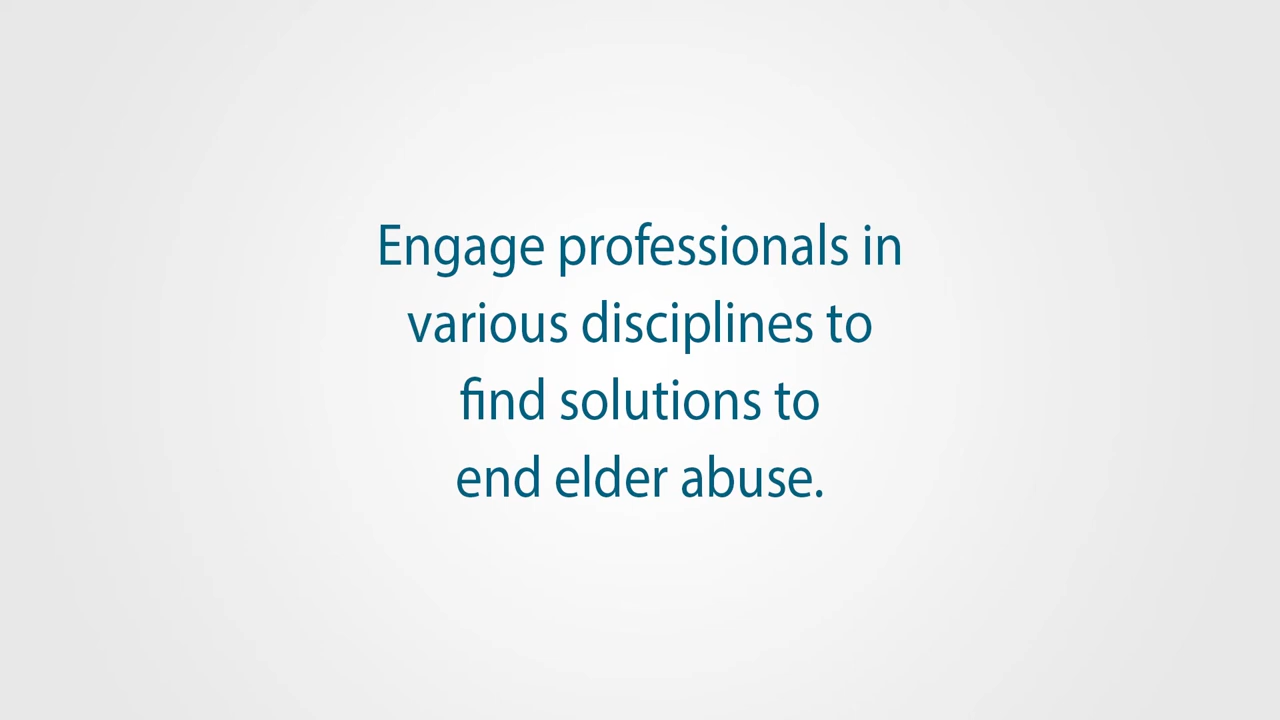 Engage professionals in
various disciplines to
find solutions to
end elder abuse.